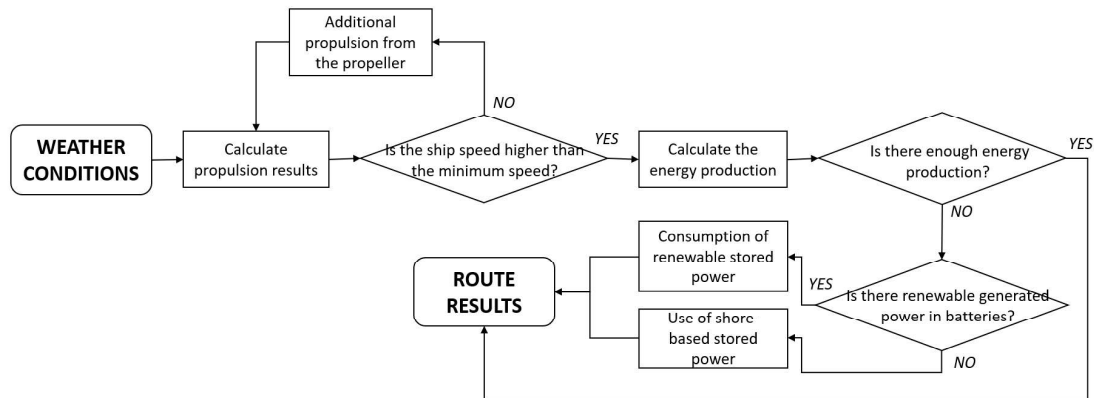 Additional
propulsion from
the propeller
NO
WEATHER
CONDITIONS
Calculate
propulsion results
Is the ship speed higher than
the minimum speed?
YES
Calculate the
energy production
Is there enough energy
production?
YES
NO
Consumption of
renewable stored
power
YES
Is there renewable generated
power in batteries?
ROUTE
RESULTS
Use of shore
based stored
power
NO